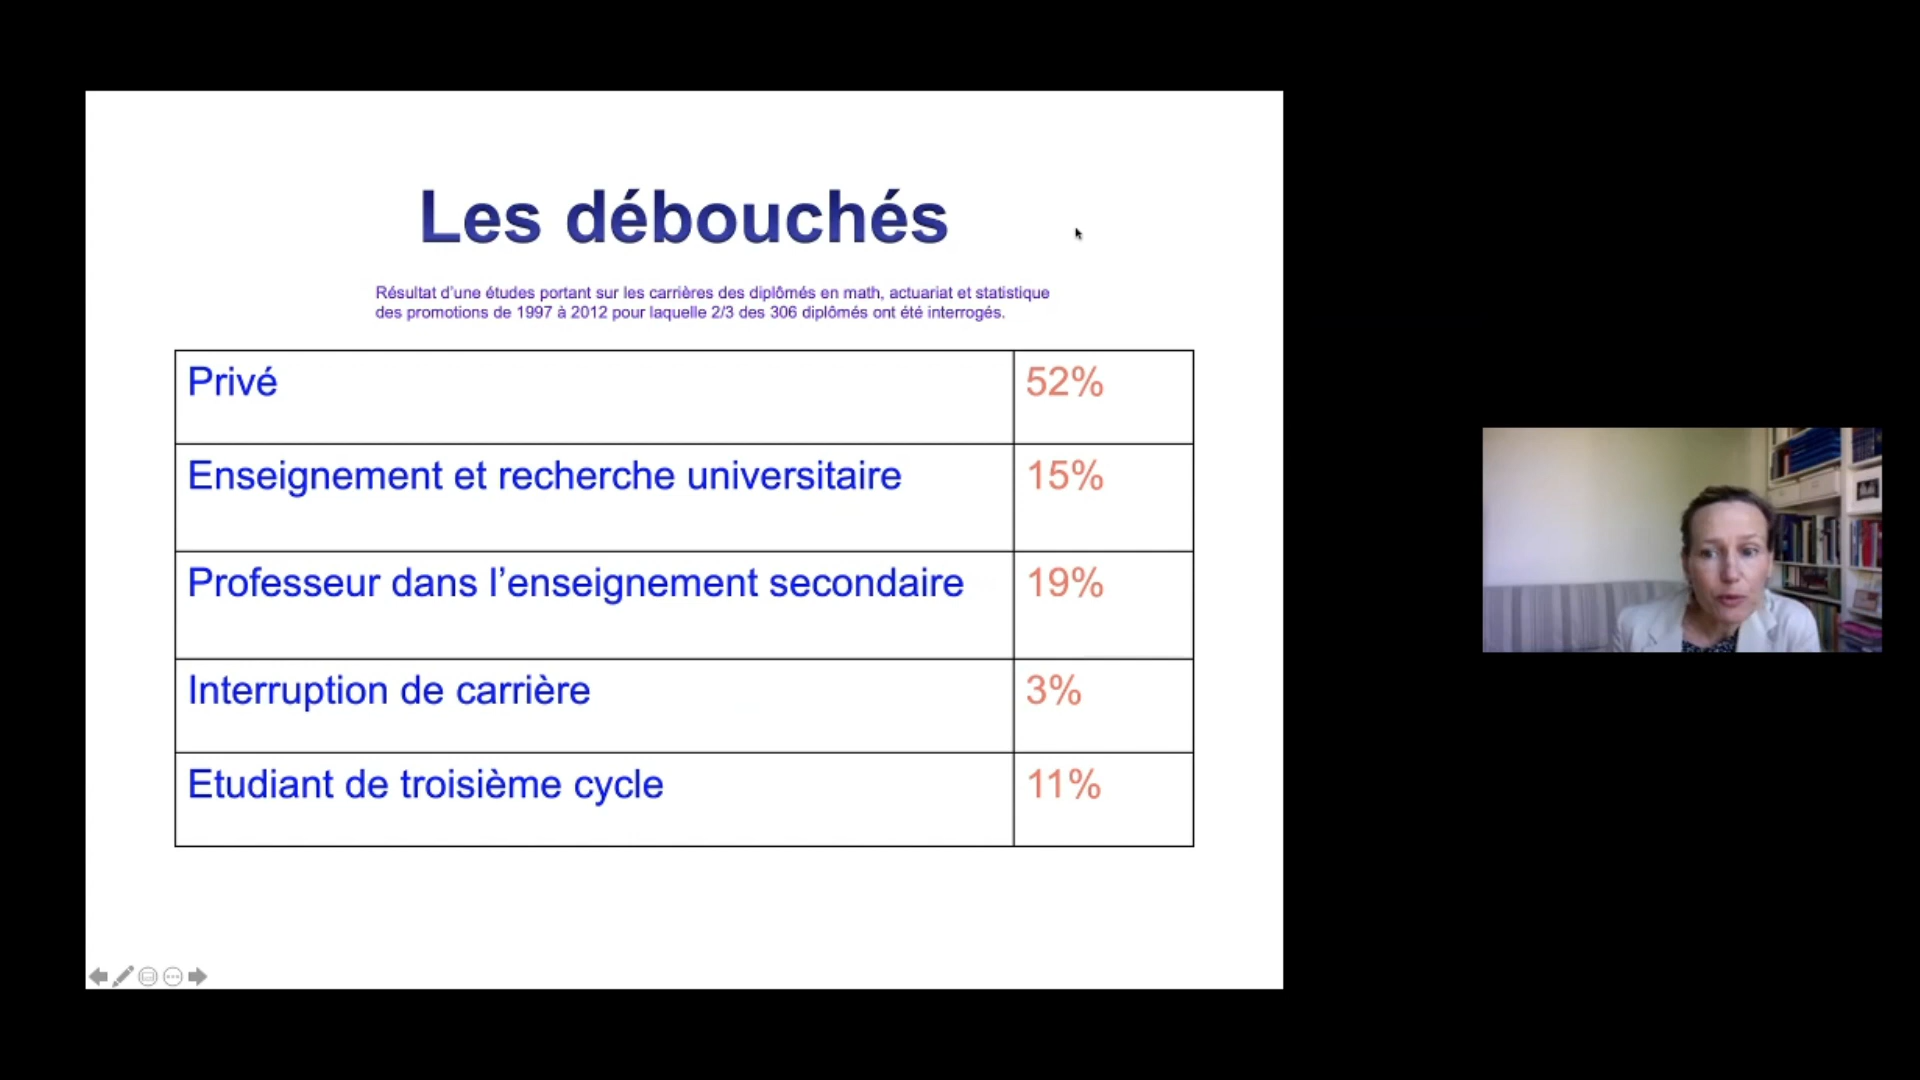 Les débouchés
Résultat d'une études portant sur les carrières des diplômés en math, actuariat et statistique
des promotions de 1997 à 2012 pour laquelle 2/3 des 306 diplômés ont été interrogés.
Privé 52%
Enseignement et recherche universitaire 15%
Professeur dans l'enseignement secondaire 19%
Interruption de carrière 3%
Etudiant de troisième cycle 11%